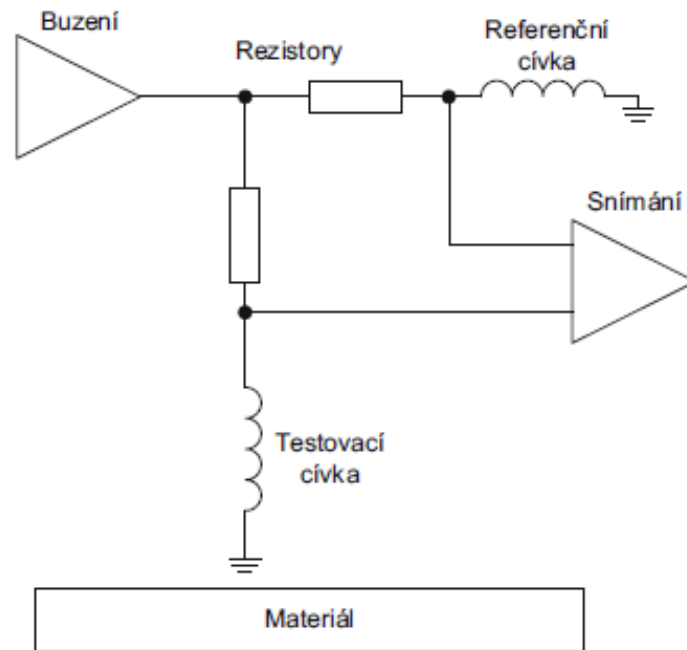 Buzení
Rezistory
Referenční
cívka
Snímání
Testovací
cívka
Materiál